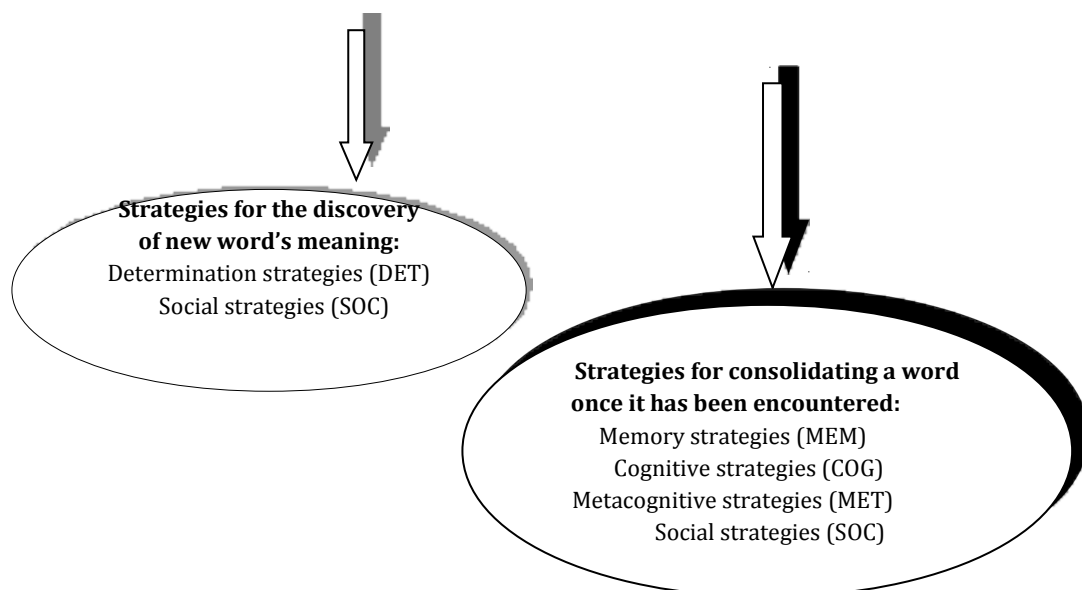 Strategies for the discovery
of new word’s meaning:
Determination strategies (DET)
Social strategies (SOC)
Strategies for consolidating a word
once it has been encountered:
Memory strategies (MEM)
Cognitive strategies (COG)
Metacognitive strategies (MET)
Social strategies (SOC)